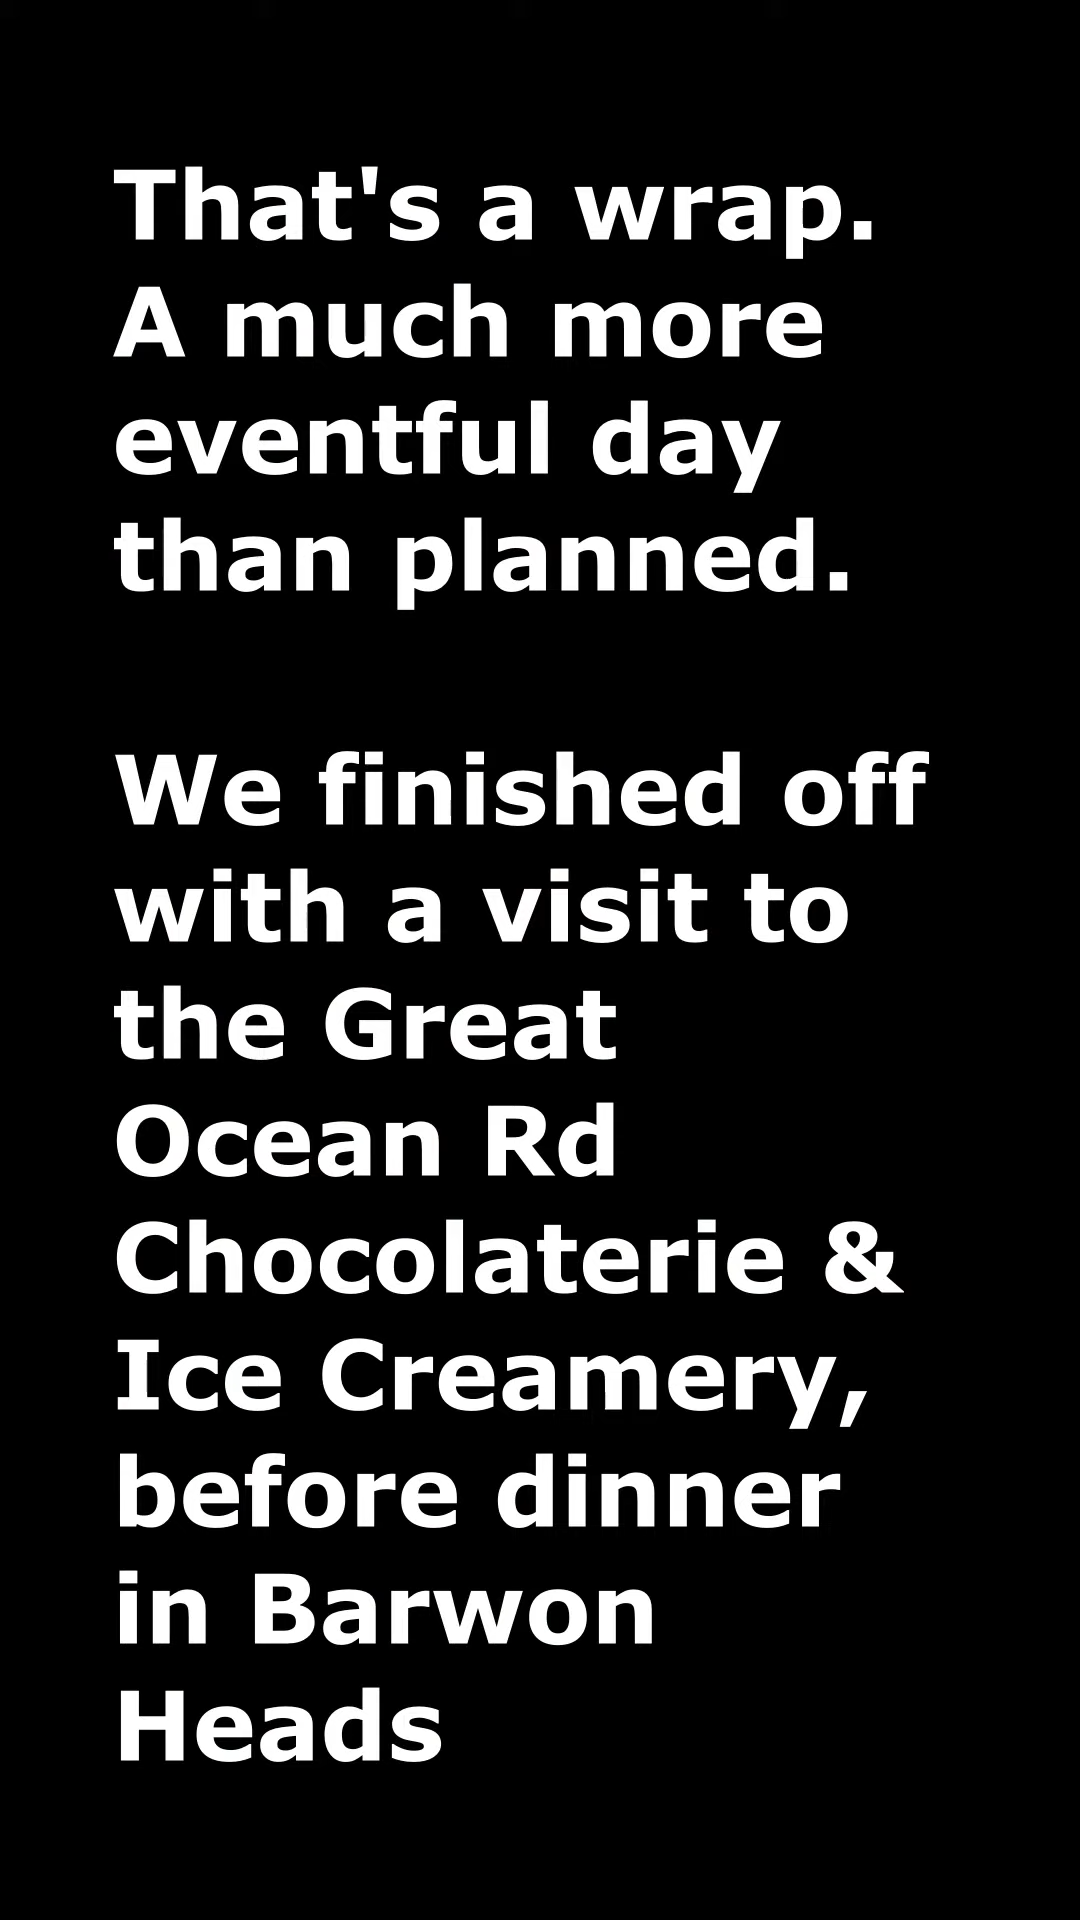 That's a wrap.
A much more
eventful day
than planned.
We finished off
with a visit to
the Great
Ocean Rd
Chocolaterie &
Ice Creamery,
before dinner
in Barwon
Heads